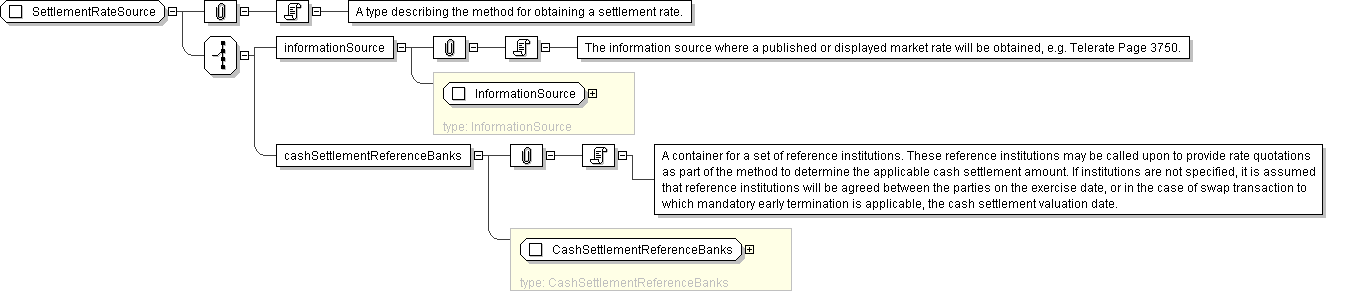 SettlementRateSource
A type describing the method for obtaining a settlement rate.
informationSource
The information source where a published or displayed market rate will be obtained, e.g. Telerate Page 3750.
InformationSource
type: InformationSource
cashSettlementReferenceBanks
A container for a set of reference institutions. These reference institutions may be called upon to provide rate quotations
as part of the method to determine the applicable cash settlement amount. If institutions are not specified, it is assumed
that reference institutions will be agreed between the parties on the exercise date, or in the case of swap transaction to
which mandatory early termination is applicable, the cash settlement valuation date.
CashSettlementReferenceBanks
type: CashSettlementReferenceBanks